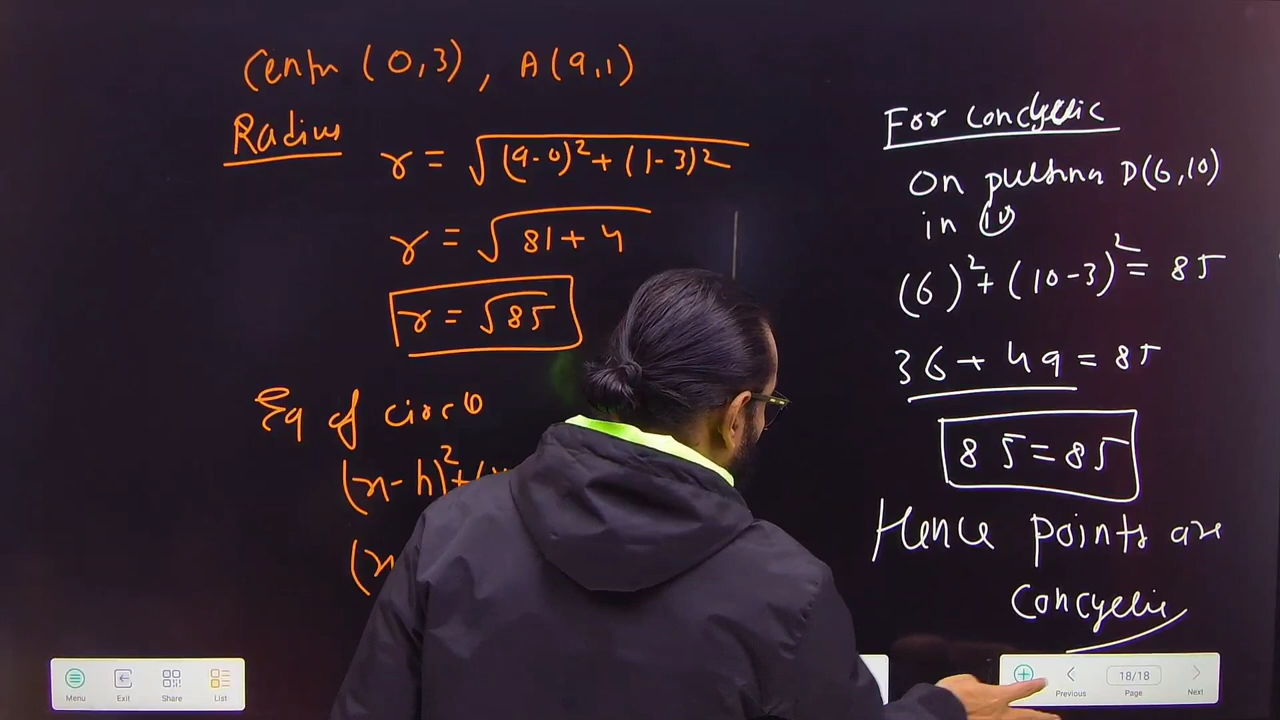 Centre (0,3), A(9,1)
Radius
r = √(9-0)² + (1-3)²
r = √81 + 4
r = √85
Eq of circle
(x-h)²+(
(x
For concyclic
On putting D(6,10)
in
(6)²+(10-3)² = 85
36 + 49 = 85
85 = 85
Hence points are
concyclic
Menu Exit Share List
Previous 18/18 Page Next